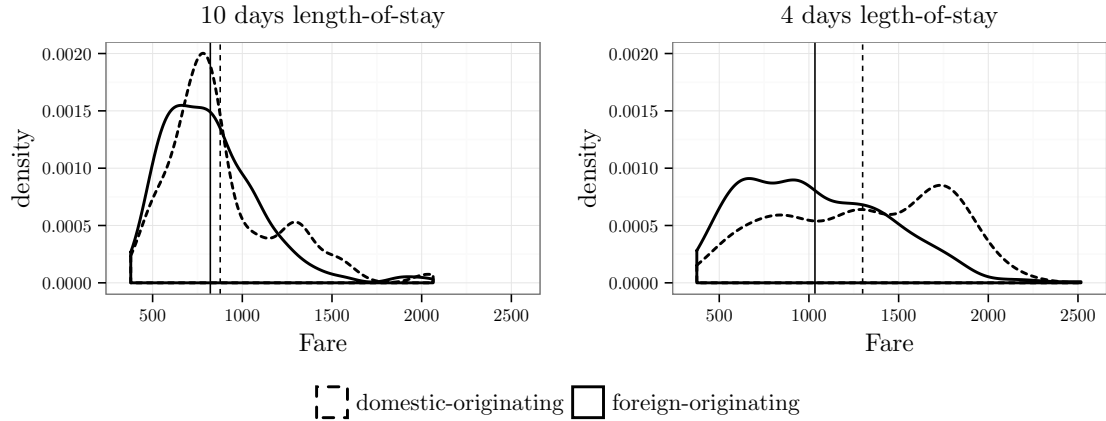 10 days length-of-stay
density
0.0020
0.0015
0.0010
0.0005
0.0000
500 1000 1500 2000 2500
Fare
4 days legth-of-stay
density
0.0020
0.0015
0.0010
0.0005
0.0000
500 1000 1500 2000 2500
Fare
domestic-originating foreign-originating